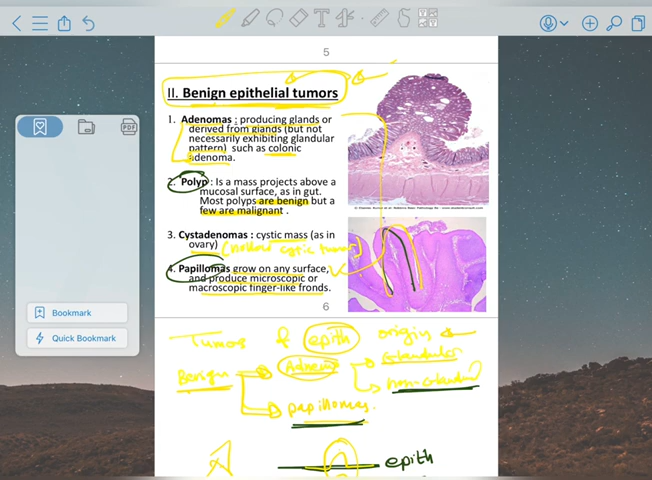 5
II. Benign epithelial tumors
1. Adenomas : producing glands or
derived from glands (but not
necessarily exhibiting glandular
pattern) such as colonic
adenoma.
2. Polyp : Is a mass projects above a
mucosal surface, as in gut.
Most polyps are benign but a
few are malignant .
3. Cystadenomas : cystic mass (as in
ovary) (hollow cystic tumor)
4. Papillomas grow on any surface,
and produce microscopic or
macroscopic finger-like fronds.
6
Bookmark
Quick Bookmark
PDF
Tumors of epith origin
Benign
Glandular
non-Glandular
papillomas.
epith